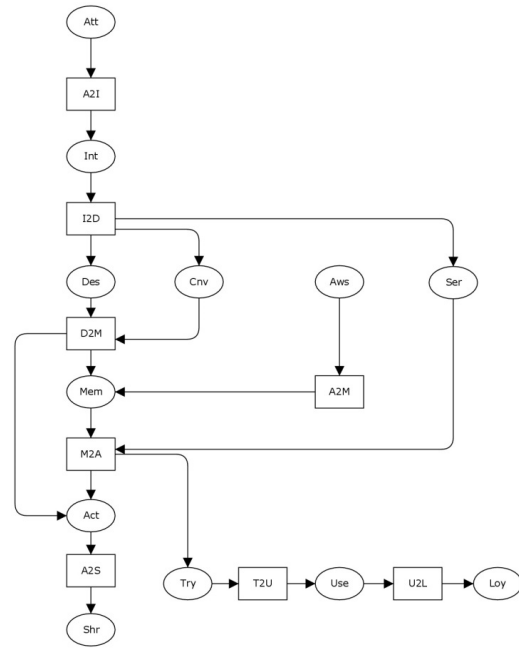 Att
A2I
Int
I2D
Des
Cnv
Aws
Ser
D2M
Mem
A2M
M2A
Act
A2S
Try
T2U
Use
U2L
Loy
Shr